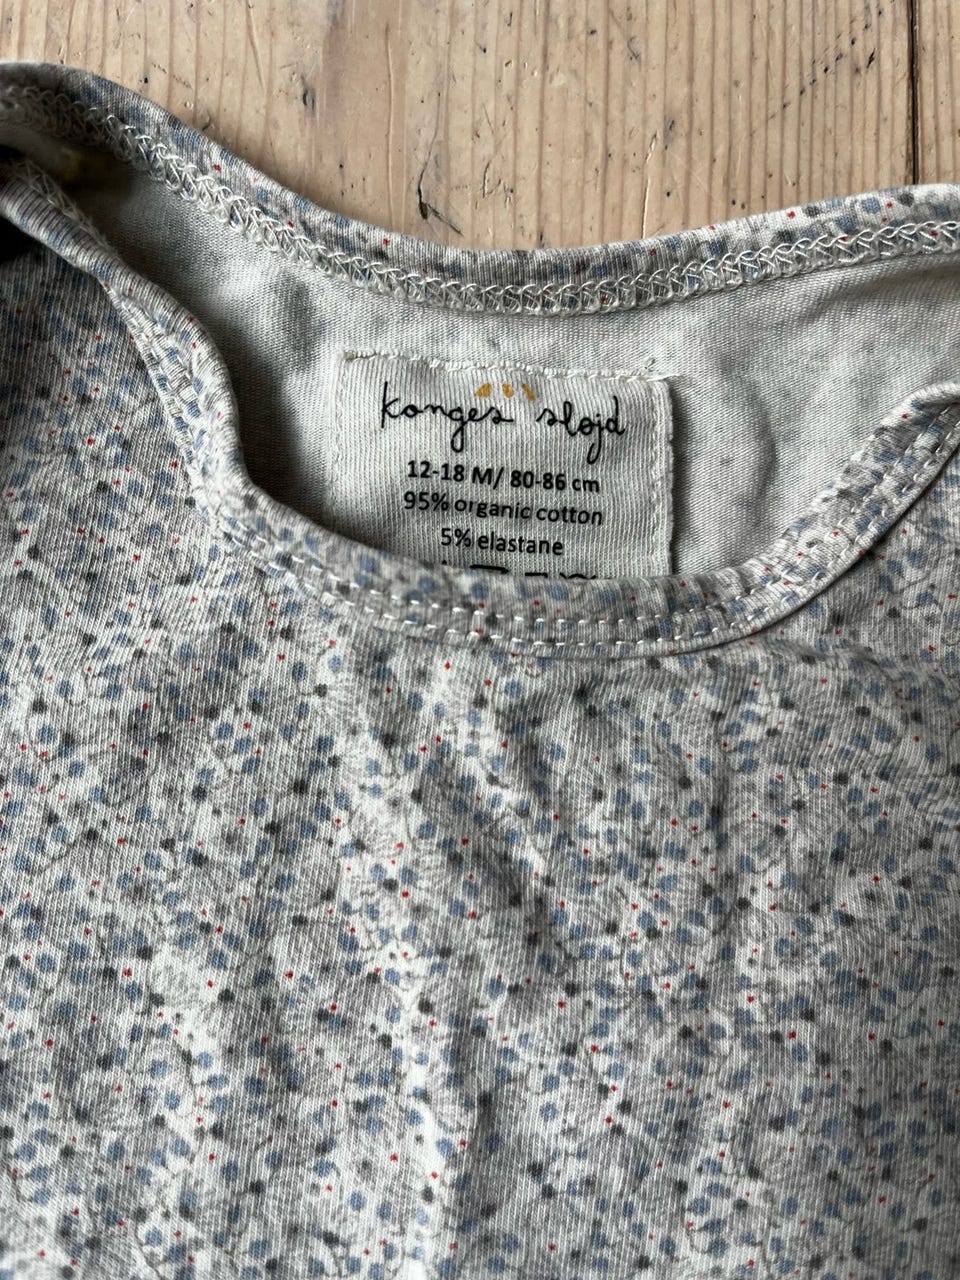 konges sløjd
12-18 M/ 80-86 cm
95% organic cotton
5% elastane